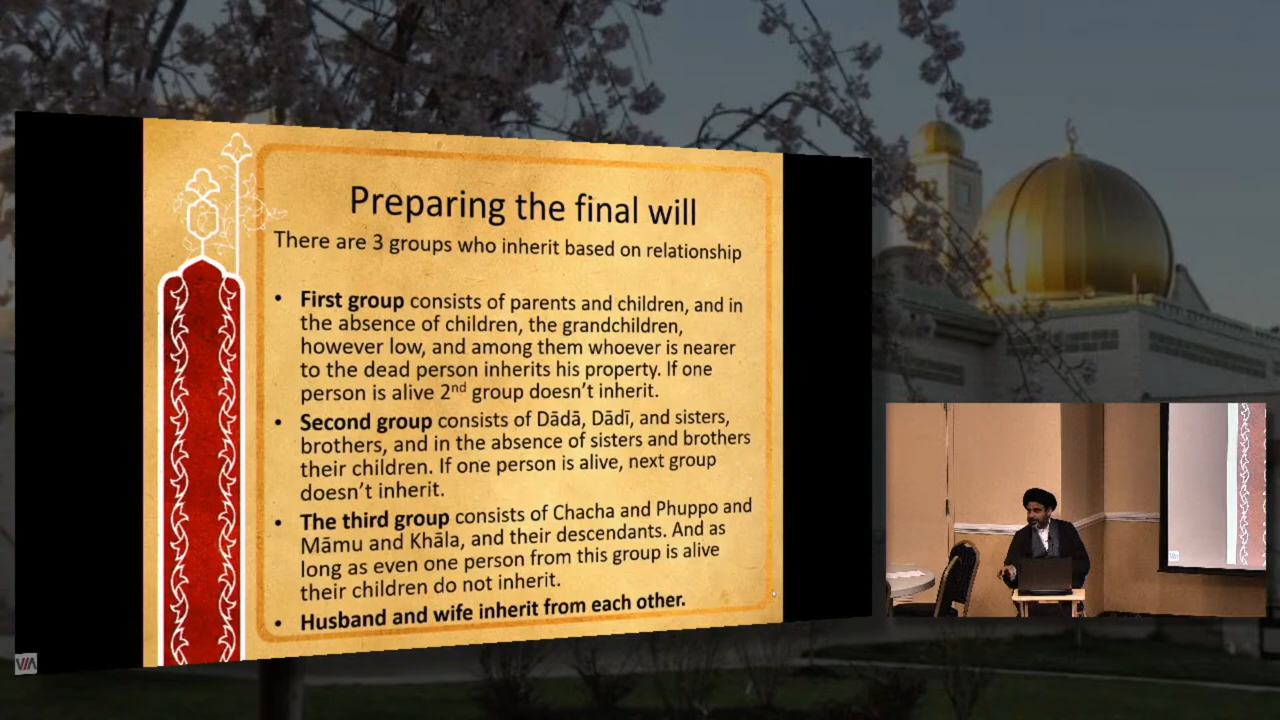 Preparing the final will
There are 3 groups who inherit based on relationship
• First group consists of parents and children, and in
the absence of children, the grandchildren,
however low, and among them whoever is nearer
to the dead person inherits his property. If one
person is alive 2nd group doesn't inherit.
• Second group consists of Dādā, Dādī, and sisters,
brothers, and in the absence of sisters and brothers
their children. If one person is alive, next group
doesn't inherit.
• The third group consists of Chacha and Phuppo and
Māmu and Khāla, and their descendants. And as
long as even one person from this group is alive
their children do not inherit.
• Husband and wife inherit from each other.